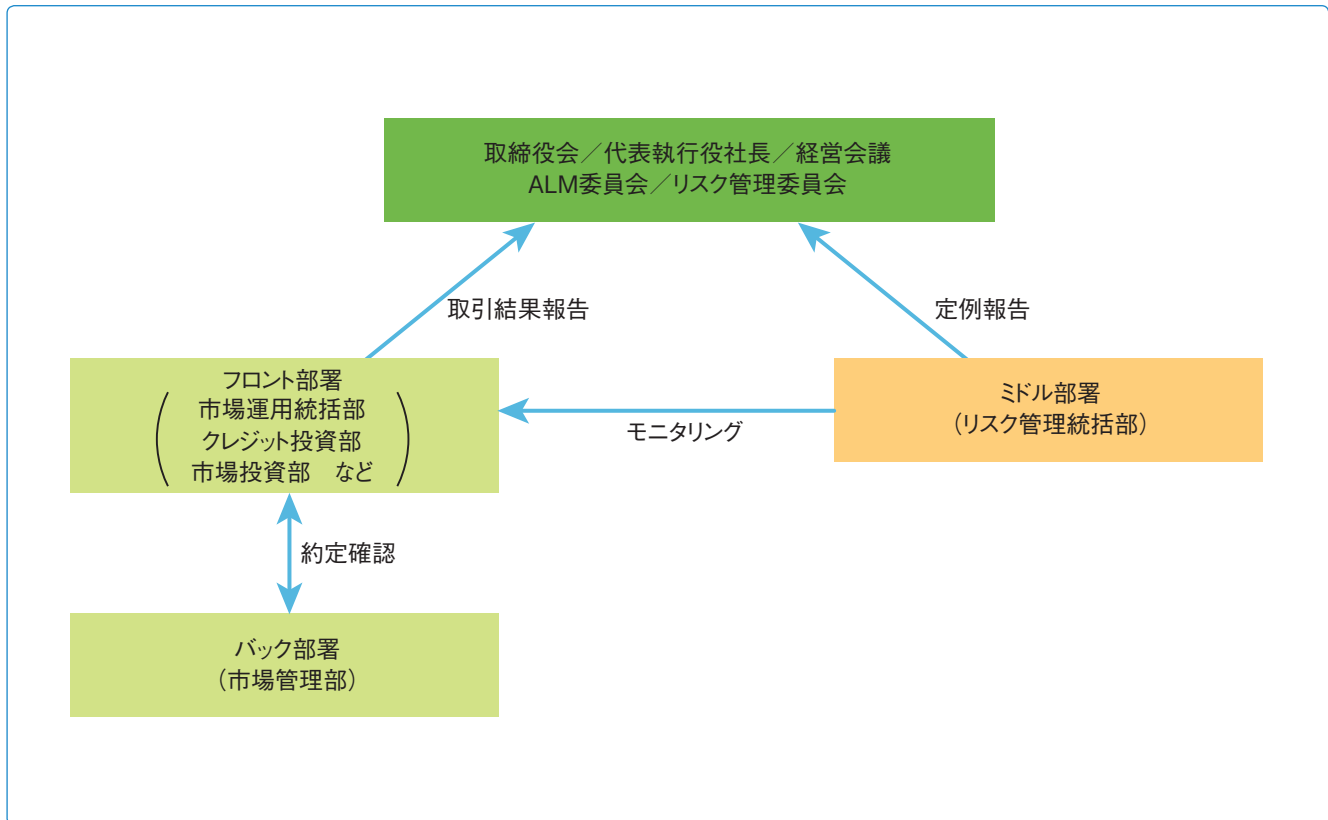 取締役会／代表執行役社長／経営会議
ALM委員会／リスク管理委員会
取引結果報告
定例報告
フロント部署
市場運用統括部
クレジット投資部
市場投資部　など
モニタリング
ミドル部署
（リスク管理統括部）
約定確認
バック部署
（市場管理部）